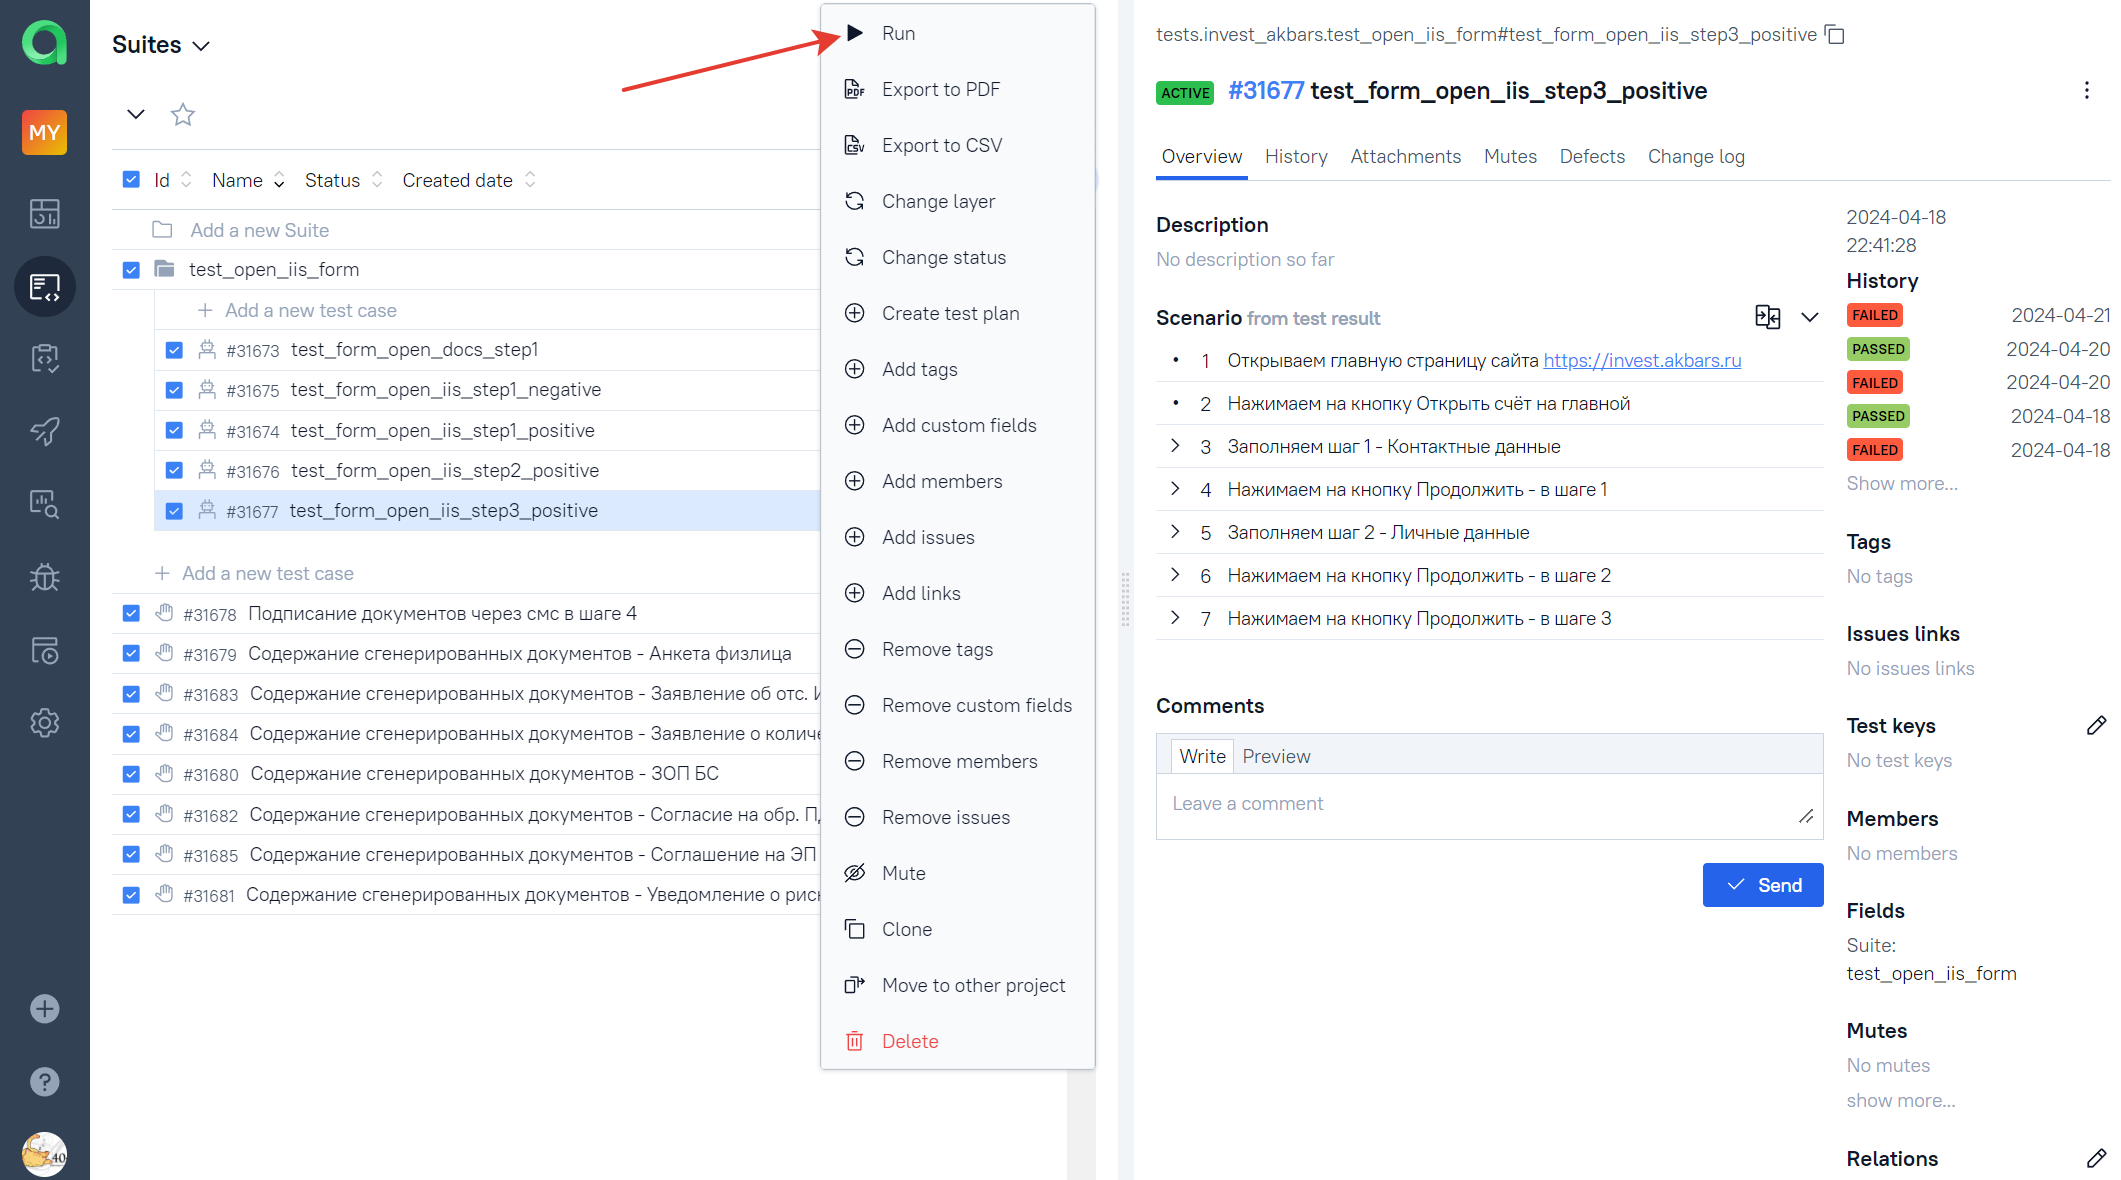 MY
40
Suites
Id Name Status Created date
Add a new Suite
test_open_iis_form
Add a new test case
#31673 test_form_open_docs_step1
#31675 test_form_open_iis_step1_negative
#31674 test_form_open_iis_step1_positive
#31676 test_form_open_iis_step2_positive
#31677 test_form_open_iis_step3_positive
Add a new test case
#31678 Подписание документов через смс в шаге 4
#31679 Содержание сгенерированных документов - Анкета физлица
#31683 Содержание сгенерированных документов - Заявление об отс. И
#31684 Содержание сгенерированных документов - Заявление о количе
#31680 Содержание сгенерированных документов - ЗОП БС
#31682 Содержание сгенерированных документов - Согласие на обр. ПД
#31685 Содержание сгенерированных документов - Соглашение на ЭП
#31681 Содержание сгенерированных документов - Уведомление о риск
Run
Export to PDF
Export to CSV
Change layer
Change status
Create test plan
Add tags
Add custom fields
Add members
Add issues
Add links
Remove tags
Remove custom fields
Remove members
Remove issues
Mute
Clone
Move to other project
Delete
tests.invest_akbars.test_open_iis_form#test_form_open_iis_step3_positive
ACTIVE #31677 test_form_open_iis_step3_positive
Overview History Attachments Mutes Defects Change log
Description
No description so far
Scenario from test result
• 1 Открываем главную страницу сайта https://invest.akbars.ru
• 2 Нажимаем на кнопку Открыть счёт на главной
3 Заполняем шаг 1 - Контактные данные
4 Нажимаем на кнопку Продолжить - в шаге 1
5 Заполняем шаг 2 - Личные данные
6 Нажимаем на кнопку Продолжить - в шаге 2
7 Нажимаем на кнопку Продолжить - в шаге 3
Comments
Write Preview
Leave a comment
Send
2024-04-18
22:41:28
History
FAILED 2024-04-21
PASSED 2024-04-20
FAILED 2024-04-20
PASSED 2024-04-18
FAILED 2024-04-18
Show more...
Tags
No tags
Issues links
No issues links
Test keys
No test keys
Members
No members
Fields
Suite:
test_open_iis_form
Mutes
No mutes
show more...
Relations